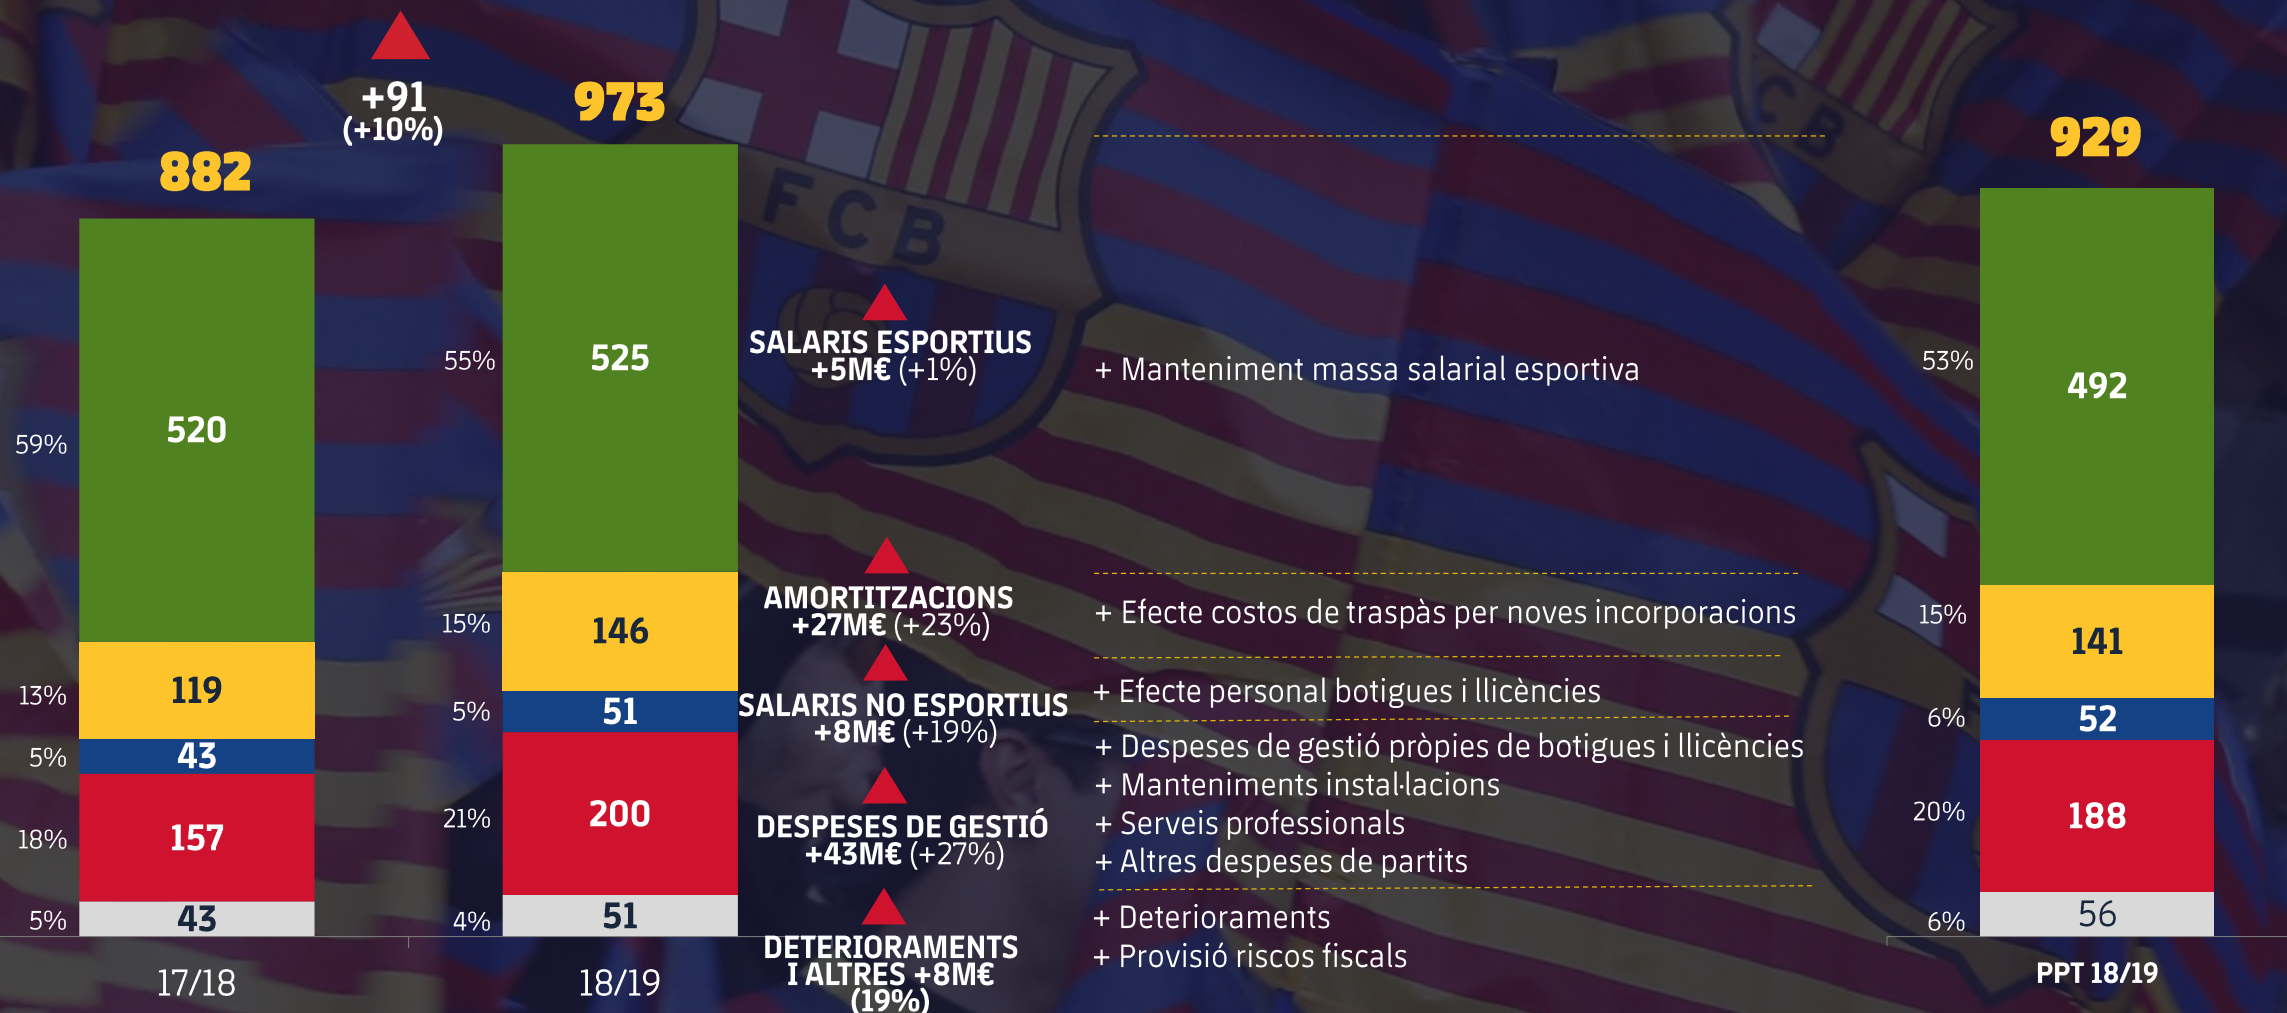 +91
(+10%)
882
973
929
59%
520
13%
119
5%
43
18%
157
5%
43
17/18
55%
525
15%
146
5%
51
21%
200
4%
51
18/19
SALARIS ESPORTIUS
+5M€ (+1%)
AMORTITZACIONS
+27M€ (+23%)
SALARIS NO ESPORTIUS
+8M€ (+19%)
DESPESES DE GESTIÓ
+43M€ (+27%)
DETERIORAMENTS
I ALTRES +8M€
(19%)
+ Manteniment massa salarial esportiva
+ Efecte costos de traspàs per noves incorporacions
+ Efecte personal botigues i llicències
+ Despeses de gestió pròpies de botigues i llicències
+ Manteniments instal·lacions
+ Serveis professionals
+ Altres despeses de partits
+ Deterioraments
+ Provisió riscos fiscals
53%
492
15%
141
6%
52
20%
188
6%
56
PPT 18/19
FCB
CB